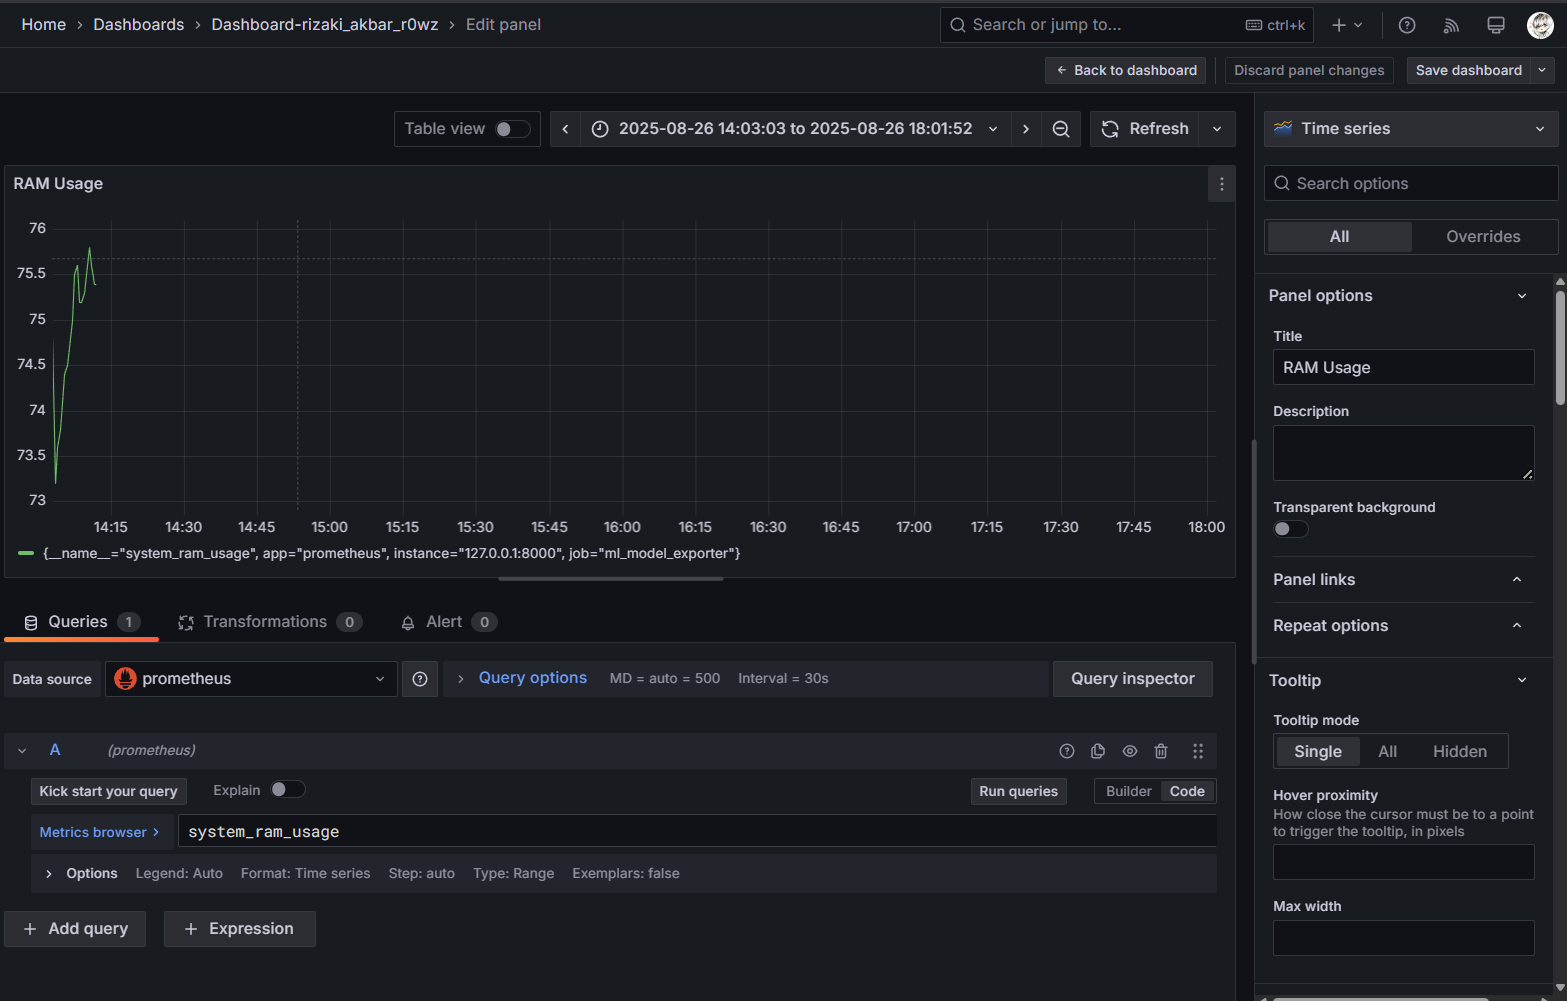 Home › Dashboards › Dashboard-rizaki_akbar_r0wz › Edit panel
Search or jump to... ctrl+k
Back to dashboard
Discard panel changes
Save dashboard
Table view
2025-08-26 14:03:03 to 2025-08-26 18:01:52
Refresh
RAM Usage
76
75.5
75
74.5
74
73.5
73
14:15 14:30 14:45 15:00 15:15 15:30 15:45 16:00 16:15 16:30 16:45 17:00 17:15 17:30 17:45 18:00
{__name__="system_ram_usage", app="prometheus", instance="127.0.0.1:8000", job="ml_model_exporter"}
Queries 1
Transformations 0
Alert 0
Data source
prometheus
Query options MD = auto = 500 Interval = 30s
Query inspector
A (prometheus)
Kick start your query
Explain
Run queries
Builder Code
Metrics browser >
system_ram_usage
Options Legend: Auto Format: Time series Step: auto Type: Range Exemplars: false
+ Add query
+ Expression
Time series
Search options
All Overrides
Panel options
Title
RAM Usage
Description
Transparent background
Panel links
Repeat options
Tooltip
Tooltip mode
Single All Hidden
Hover proximity
How close the cursor must be to a point
to trigger the tooltip, in pixels
Max width